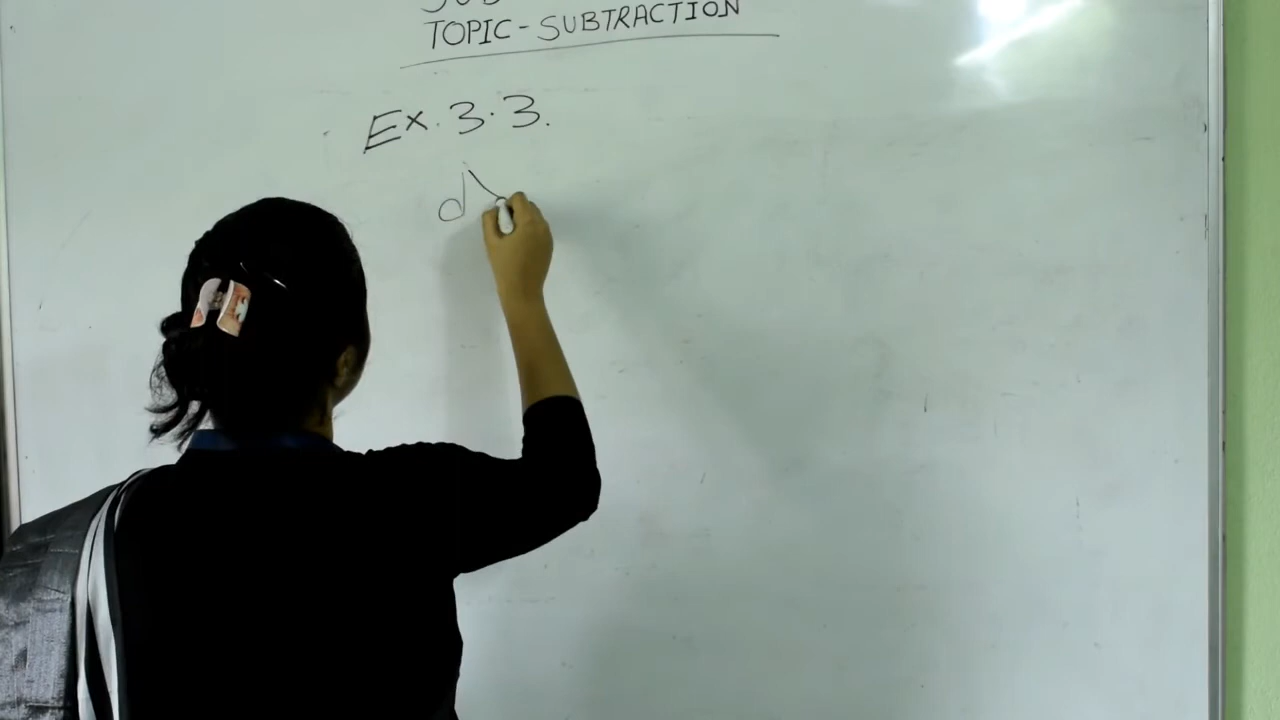 TOPIC - SUBTRACTION
Ex. 3.3.
d